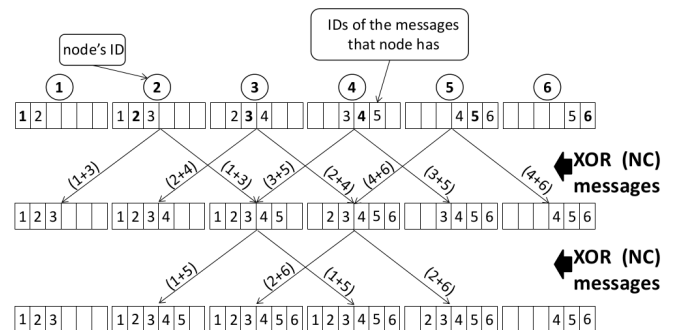 IDs of the messages
that node has
node's ID
1 2 3 4 5 6
1 2 1 2 3 2 3 4 3 4 5 4 5 6 5 6
(1+3) (2+4) (1+3) (3+5) (2+4) (4+6) (3+5) (4+6)
XOR (NC)
messages
1 2 3 1 2 3 4 1 2 3 4 5 2 3 4 5 6 3 4 5 6 4 5 6
(1+5) (2+6) (1+5) (2+6)
XOR (NC)
messages
1 2 3 1 2 3 4 5 1 2 3 4 5 6 1 2 3 4 5 6 2 3 4 5 6 4 5 6